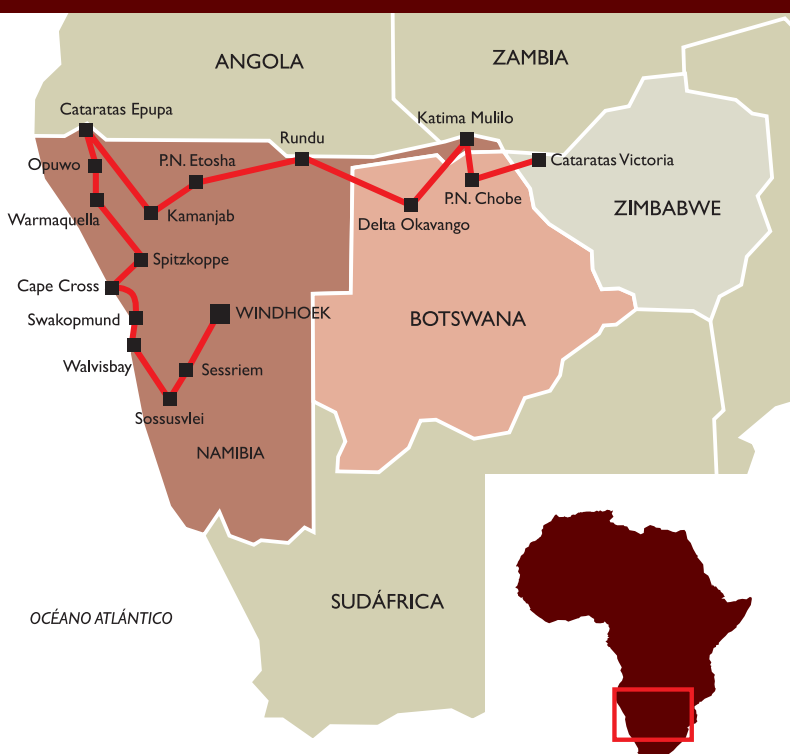 ANGOLA
ZAMBIA
Cataratas Epupa
Katima Mulilo
Rundu
P.N. Etosha
Cataratas Victoria
Opuwo
P.N. Chobe
Kamanjab
Warmaquella
Delta Okavango
ZIMBABWE
Spitzkoppe
Cape Cross
WINDHOEK
Swakopmund
BOTSWANA
Walvisbay
Sessriem
Sossusvlei
NAMIBIA
SUDÁFRICA
OCÉANO ATLÁNTICO